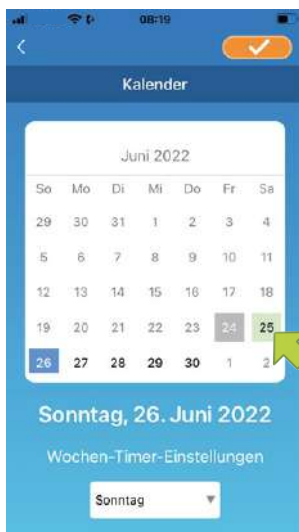 08:19
Kalender
Juni 2022
So Mo Di Mi Do Fr Sa
29 30 31 1 2 3 4
5 6 7 8 9 10 11
12 13 14 15 16 17 18
19 20 21 22 23 24 25
26 27 28 29 30 1 2
Sonntag, 26. Juni 2022
Wochen-Timer-Einstellungen
Sonntag